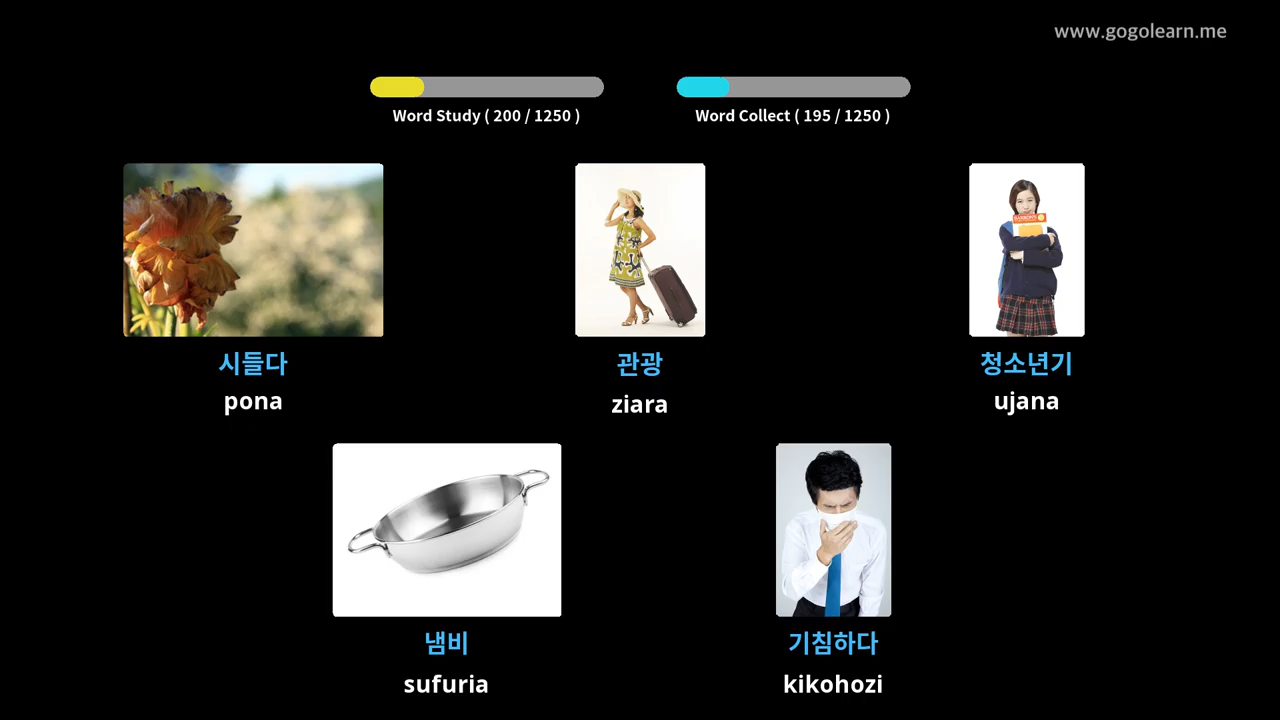 www.gogolearn.me
Word Study ( 200 / 1250 )
Word Collect ( 195 / 1250 )
시들다
pona
관광
ziara
청소년기
ujana
냄비
sufuria
기침하다
kikohozi